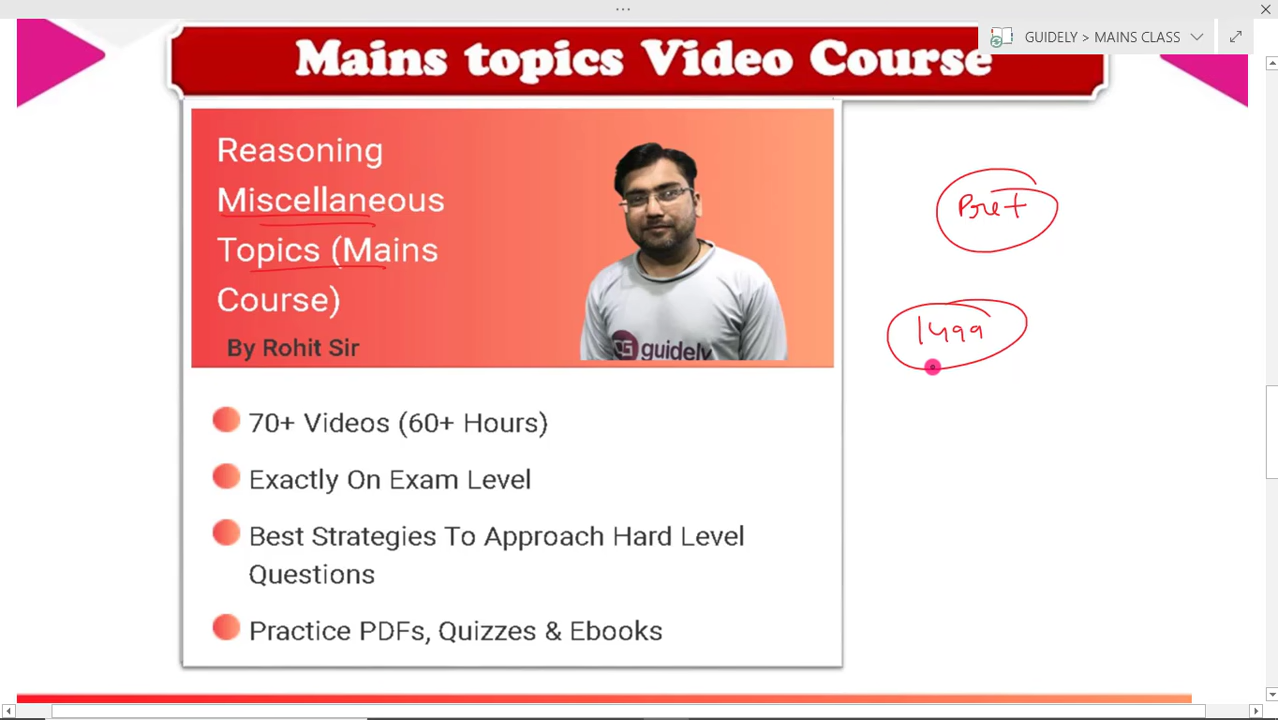 GUIDELY > MAINS CLASS
Mains topics Video Course
Reasoning
Miscellaneous
Topics (Mains
Course)
By Rohit Sir
guidely
70+ Videos (60+ Hours)
Exactly On Exam Level
Best Strategies To Approach Hard Level
Questions
Practice PDFs, Quizzes & Ebooks
1499